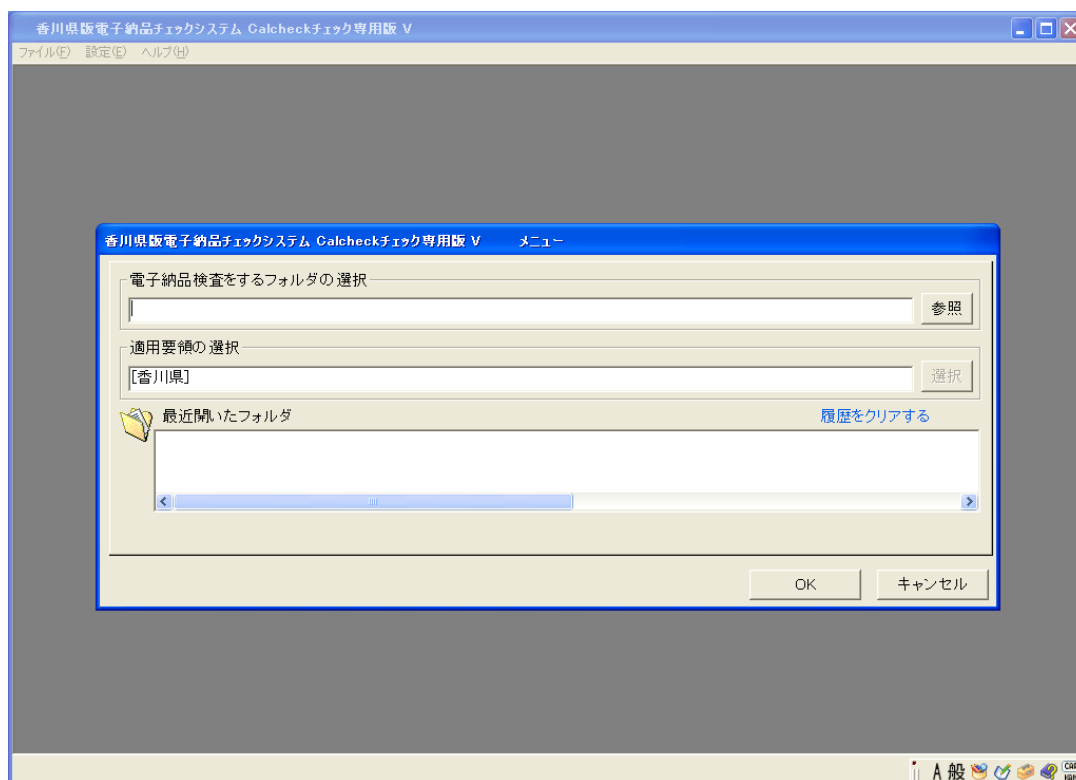 香川県版電子納品チェックシステム Calcheckチェック専用版 V
ファイル(F) 設定(E) ヘルプ(H)
香川県版電子納品チェックシステム Calcheckチェック専用版 V メニュー
電子納品検査をするフォルダの選択
参照
適用要領の選択
[香川県] 選択
最近開いたフォルダ 履歴をクリアする
OK キャンセル
A 般